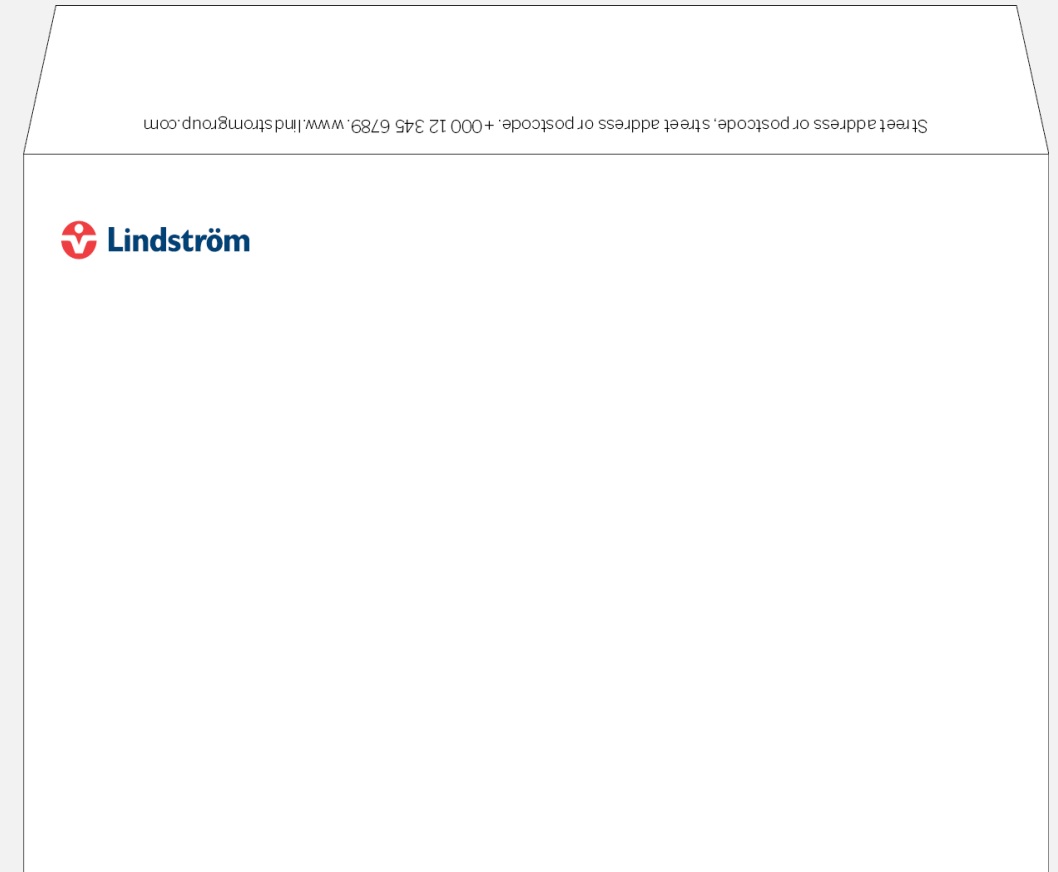 Street address or postcode, street address or postcode. +000 12 345 6789. www.lindstromgroup.com
Lindström